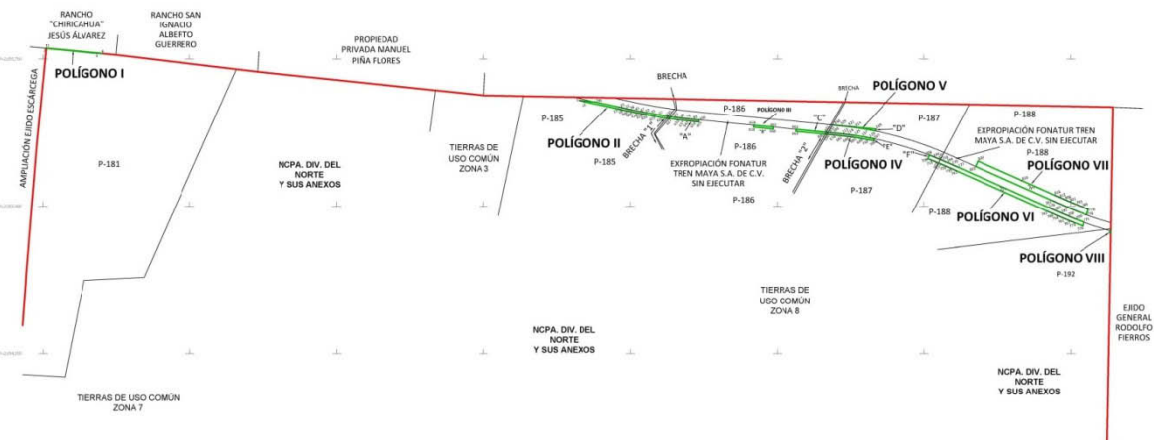 RANCHO
"CHIRICAHUA"
JESÚS ÁLVAREZ
RANCHO SAN
IGNACIO
ALBERTO
GUERRERO
PROPIEDAD
PRIVADA MANUEL
PIÑA FLORES
POLÍGONO I
AMPLIACIÓN EJIDO ESCÁRCEGA
P-181
NCPA. DIV. DEL
NORTE
Y SUS ANEXOS
TIERRAS DE
USO COMÚN
ZONA 3
P-185
POLÍGONO II
P-185
BRECHA
BRECHA "1"
"A"
P-186
POLÍGONO III
P-186
EXFROPIACIÓN FONATUR
TREN MAYA S.A. DE C.V.
SIN EJECUTAR
P-186
BRECHA
"C"
BRECHA "2"
POLÍGONO V
"D"
"E"
"F"
POLÍGONO IV
P-187
P-187
P-188
EXPROPIACIÓN FONATUR TREN
MAYA S.A. DE C.V. SIN EJECUTAR
P-188
POLÍGONO VII
P-188
POLÍGONO VI
POLÍGONO VIII
P-192
TIERRAS DE
USO COMÚN
ZONA 8
NCPA. DIV. DEL
NORTE
Y SUS ANEXOS
EJIDO
GENERAL
RODOLFO
FIERROS
NCPA. DIV. DEL
NORTE
Y SUS ANEXOS
TIERRAS DE USO COMÚN
ZONA 7